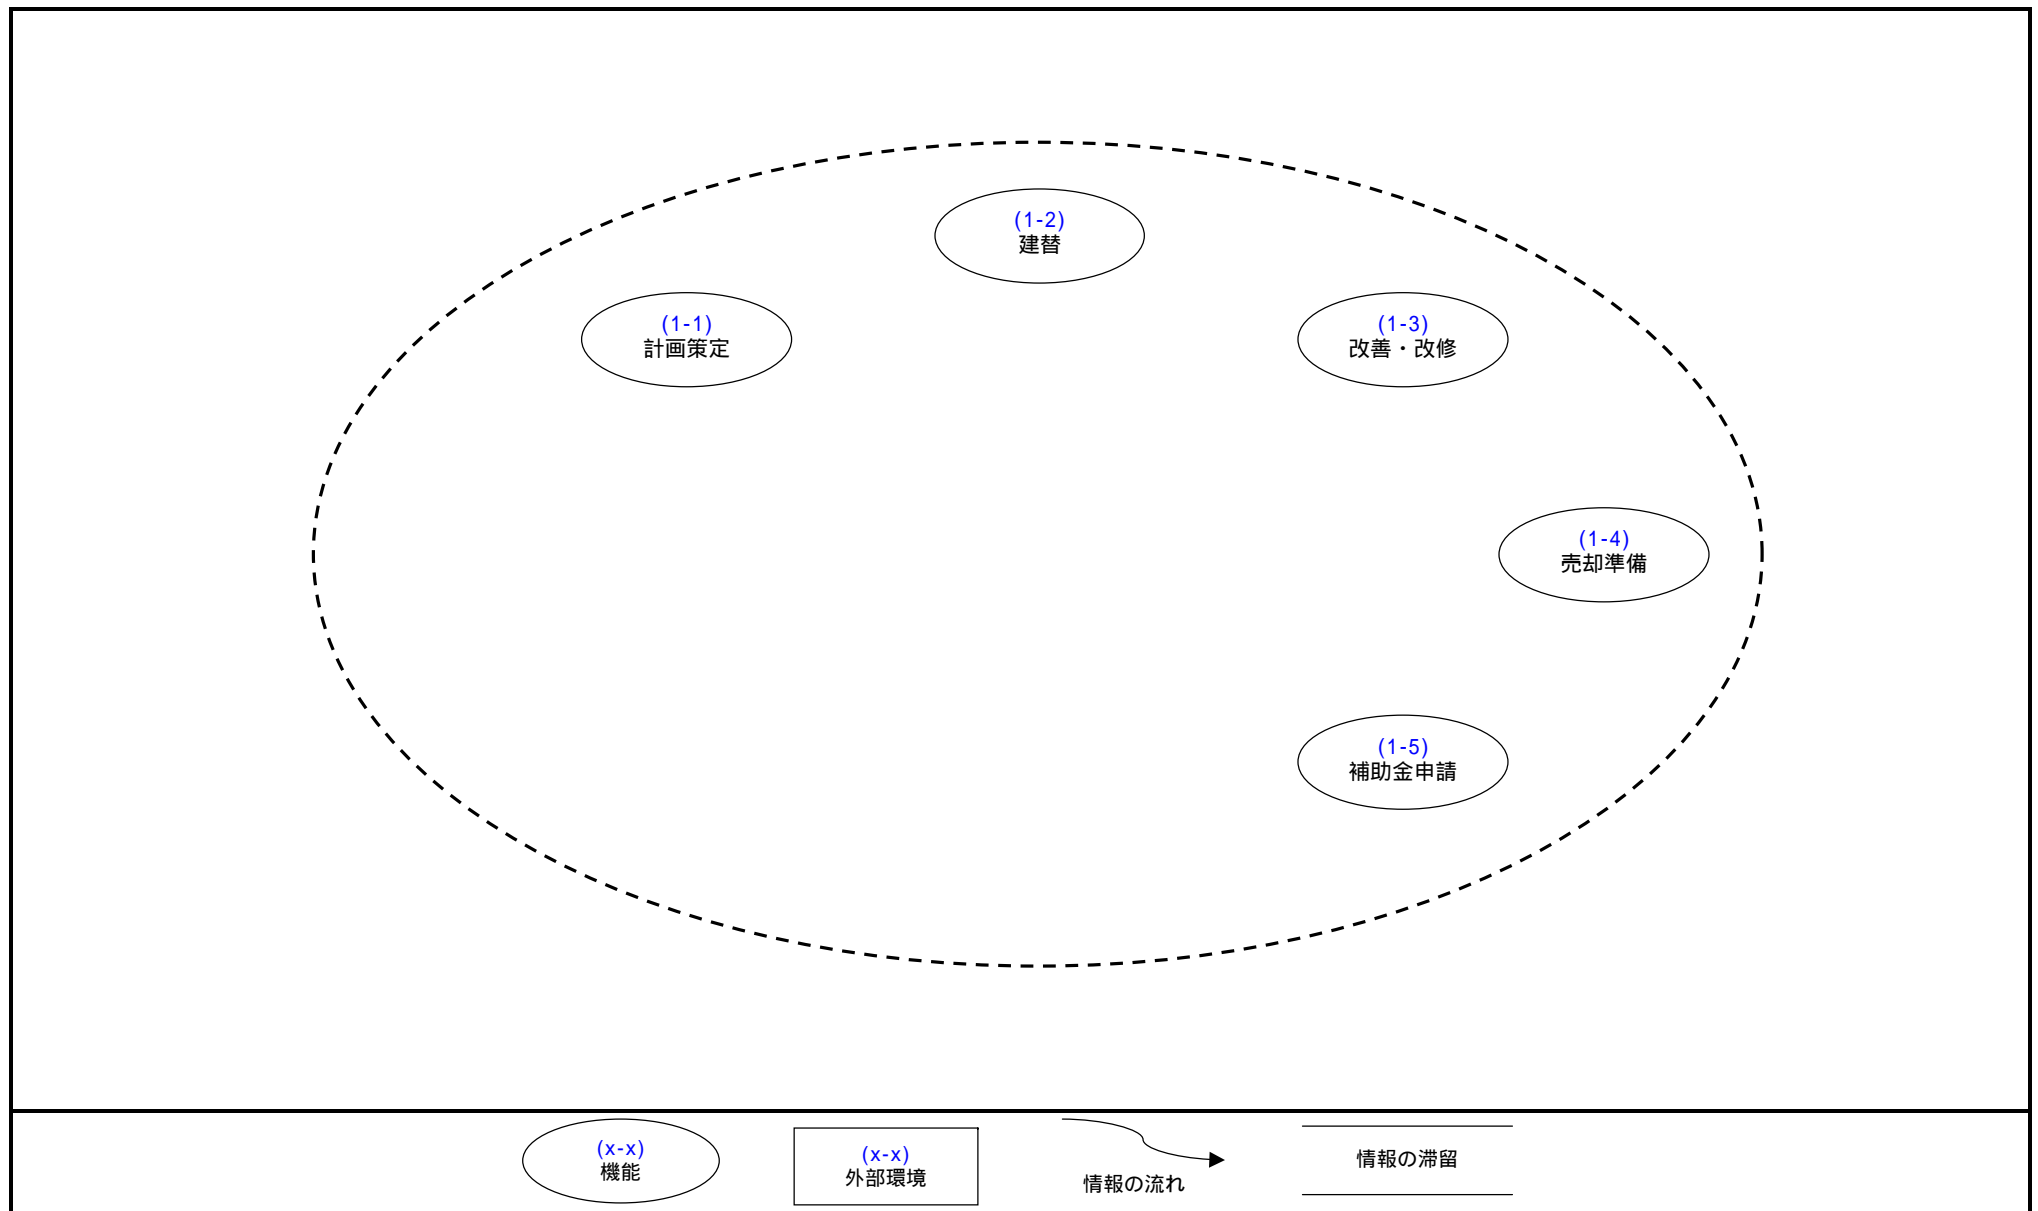 (1-2)
建替
(1-1)
計画策定
(1-3)
改善・改修
(1-4)
売却準備
(1-5)
補助金申請
(x-x)
機能
(x-x)
外部環境
情報の流れ
情報の滞留